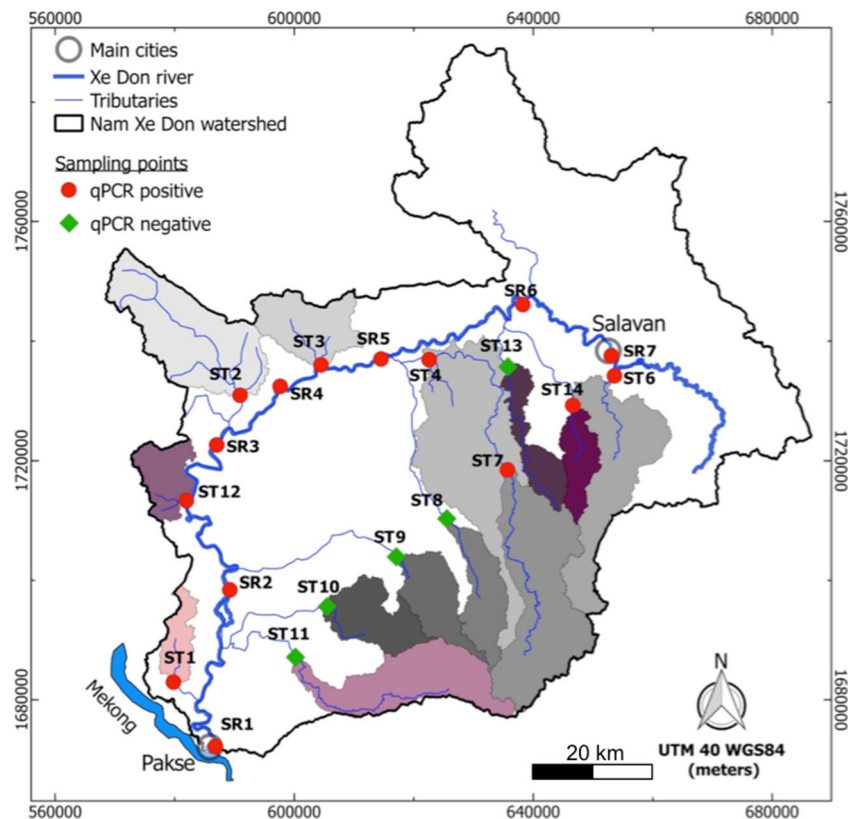 560000 600000 640000 680000
Main cities
Xe Don river
Tributaries
Nam Xe Don watershed
Sampling points
qPCR positive
qPCR negative
1760000
1760000
SR6
Salavan
SR7
ST6
ST13
SR5
ST3
ST4
ST14
ST2
SR4
SR3
1720000
1720000
ST7
ST12
ST8
ST9
SR2
ST10
ST11
ST1
1680000
1680000
Mekong
SR1
Pakse
N
20 km
UTM 40 WGS84
(meters)
560000 600000 640000 680000